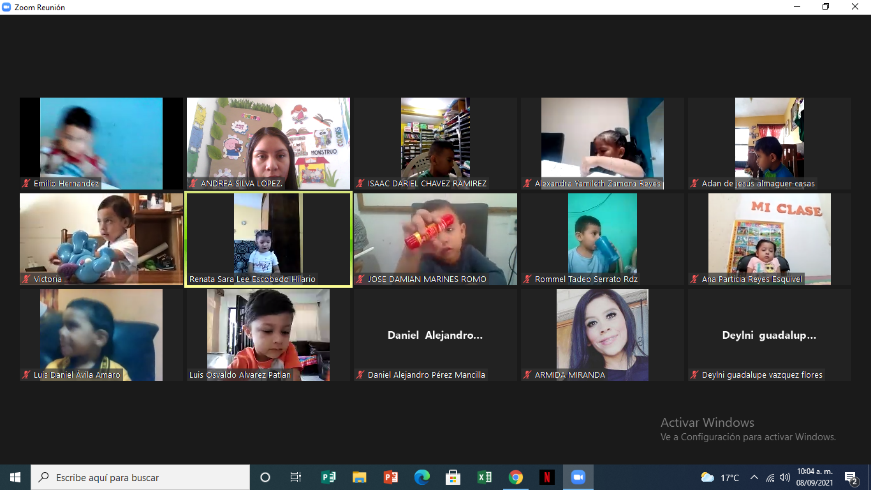 Zoom Reunión
MONSTRUO
Emilio Hernandez
ANDREA SILVA LOPEZ.
ISAAC DARIEL CHAVEZ RAMIREZ
Alexandra Yamileth Zamora Reyes
Adan de jesus almaguer casas
MI CLASE
Victoria
Renata Sara Lee Escobedo Hilario
JOSE DAMIAN MARINES ROMO
Rommel Tadeo Serrato Rdz
Ana Particia Reyes Esquivel
Daniel Alejandro...
Deylni guadalup...
Luis Daniel Avila Amaro
Luis Osvaldo Alvarez Patlan
Daniel Alejandro Pérez Mancilla
ARMIDA MIRANDA
Deylni guadalupe vazquez flores
Activar Windows
Ve a Configuración para activar Windows.
Escribe aquí para buscar
17°C
10:04 a. m.
08/09/2021
2